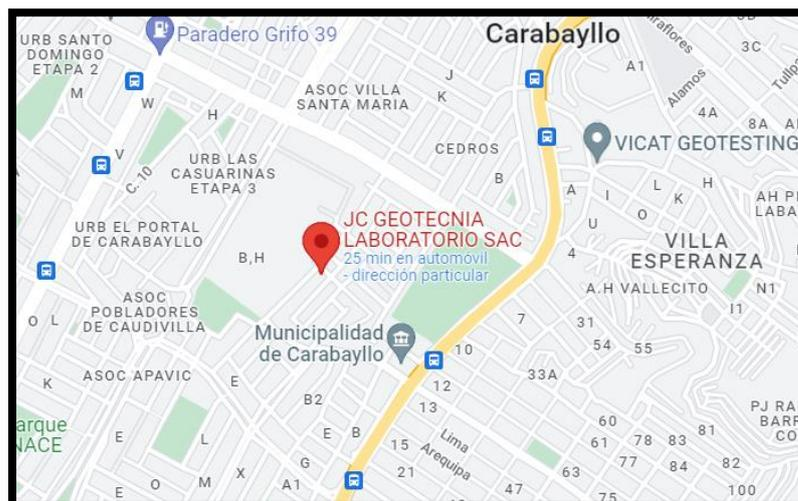 URB SANTO
DOMINGO
ETAPA 2
Paradero Grifo 39
Carabayllo
Miraflores
3C
A1
Alamos
J
K
ASOC VILLA
SANTA MARIA
M
W
H
4A
8A
CEDROS
VICAT GEOTESTING
V
C. 10
URB LAS
CASUARINAS
ETAPA 3
B
A
I
L
K
H
U
O
JC GEOTECNIA
LABORATORIO SAC
25 min en automóvil
- dirección particular
URB EL PORTAL
DE CARABAYLLO
B,H
4
VILLA
ESPERANZA
A.H VALLECITO
N1
I1
ASOC
POBLADORES
DE CAUDIVILLA
O
L
Municipalidad
de Carabayllo
7
31
54
55
10
ASOC APAVIC
K
E
12
33A
B2
13
60
61
78
83
81
E
L
E
B
15
Lima
Arequipa
77
84
82
G
21
63
O
M
X
A1
47
75
100
E